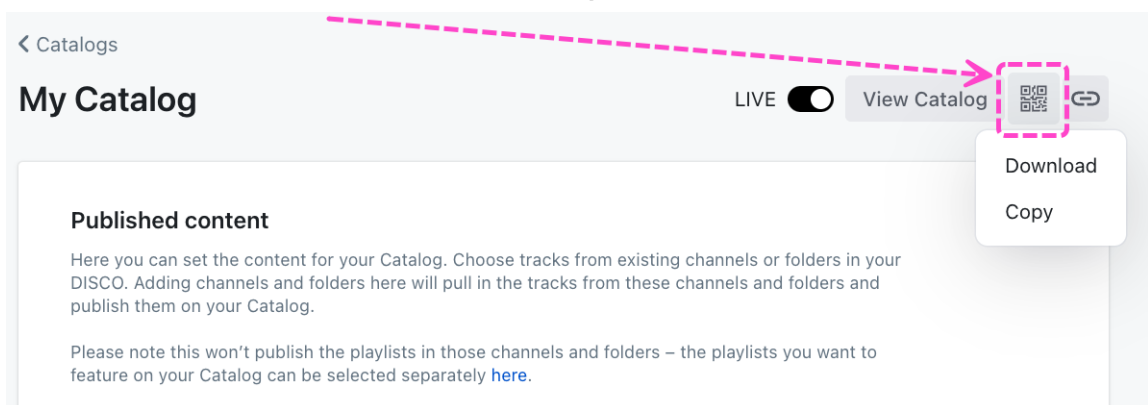 Catalogs
My Catalog
LIVE
View Catalog
Download
Copy
Published content
Here you can set the content for your Catalog. Choose tracks from existing channels or folders in your
DISCO. Adding channels and folders here will pull in the tracks from these channels and folders and
publish them on your Catalog.
Please note this won’t publish the playlists in those channels and folders – the playlists you want to
feature on your Catalog can be selected separately here.